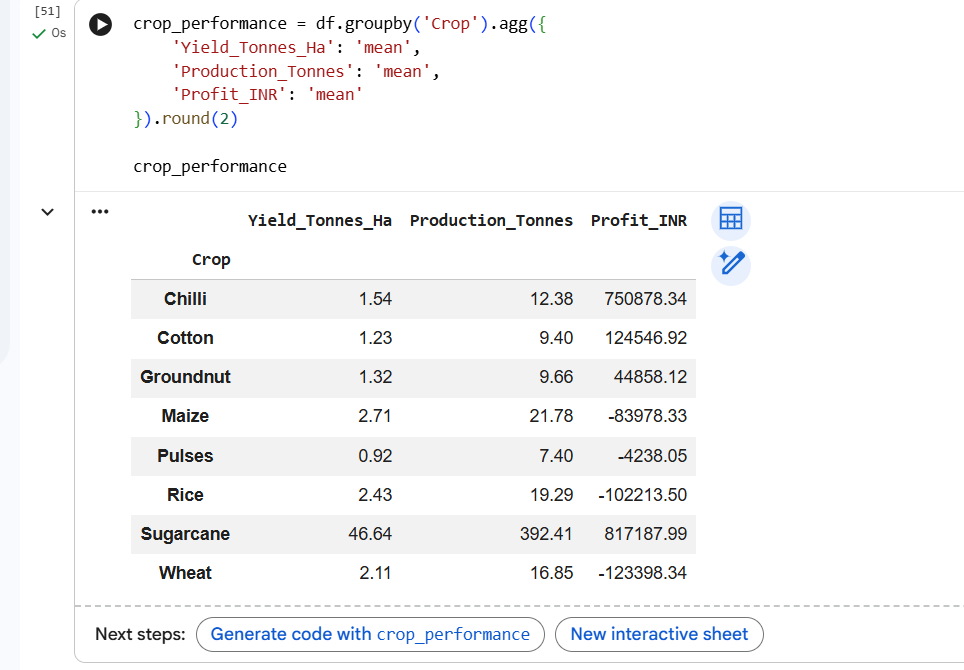 [51]
0s
crop_performance = df.groupby('Crop').agg({
    'Yield_Tonnes_Ha': 'mean',
    'Production_Tonnes': 'mean',
    'Profit_INR': 'mean'
}).round(2)
crop_performance
Yield_Tonnes_Ha Production_Tonnes Profit_INR
Crop
Chilli 1.54 12.38 750878.34
Cotton 1.23 9.40 124546.92
Groundnut 1.32 9.66 44858.12
Maize 2.71 21.78 -83978.33
Pulses 0.92 7.40 -4238.05
Rice 2.43 19.29 -102213.50
Sugarcane 46.64 392.41 817187.99
Wheat 2.11 16.85 -123398.34
Next steps: Generate code with crop_performance New interactive sheet